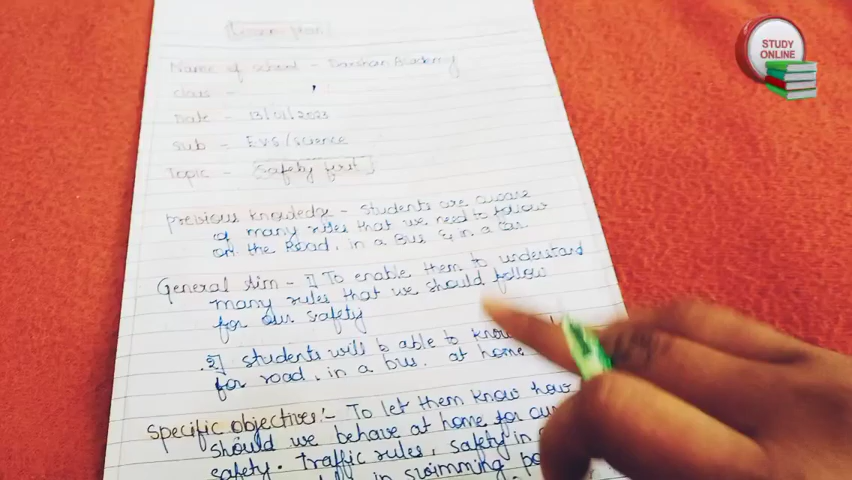 Lesson plan
Name of school - Darshan Academy
class -
Date - 13/01/2023
Sub - EVS/science
Topic - [Safety first]
previous knowledge - students are aware
of many rules that we need to follow
on the Road, in a Bus & in a Car.
General Aim - 1] To enable them to understand
many rules that we should follow
for our safety
2] students will b able to know
for road, in a bus. at home
Specific objectives:- To let them know how
should we behave at home for our
safety. Traffic rules, safety in
in swimming
STUDY
ONLINE